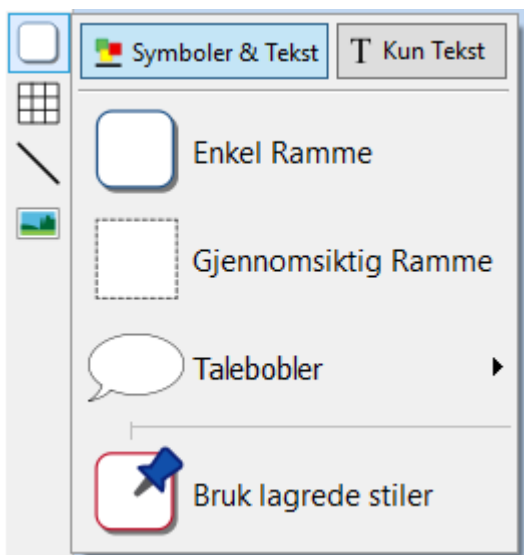 Symboler & Tekst
T Kun Tekst
Enkel Ramme
Gjennomsiktig Ramme
Talebobler
Bruk lagrede stiler